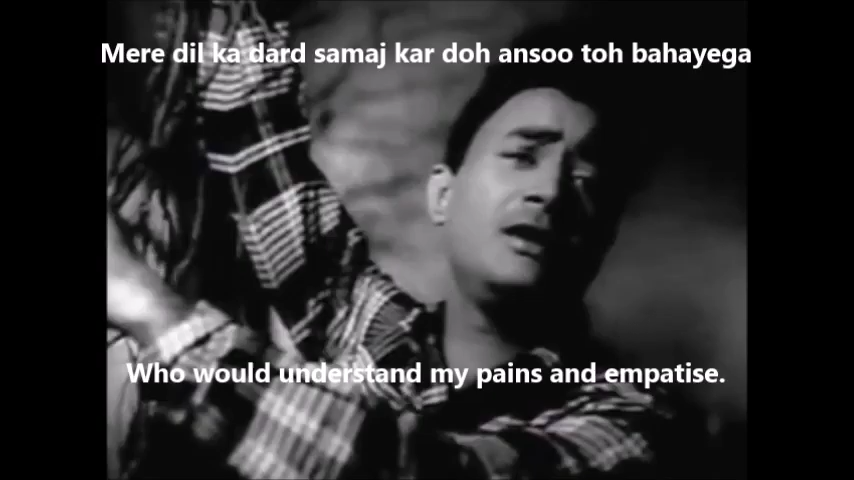 Mere dil ka dard samaj kar doh ansoo toh bahayega
Who would understand my pains and empatise.